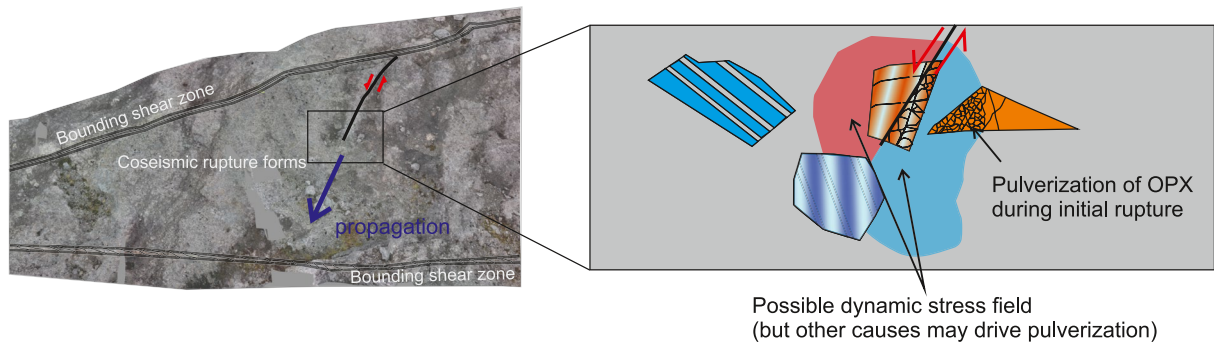 Bounding shear zone
Coseismic rupture forms
propagation
Bounding shear zone
Pulverization of OPX
during initial rupture
Possible dynamic stress field
(but other causes may drive pulverization)